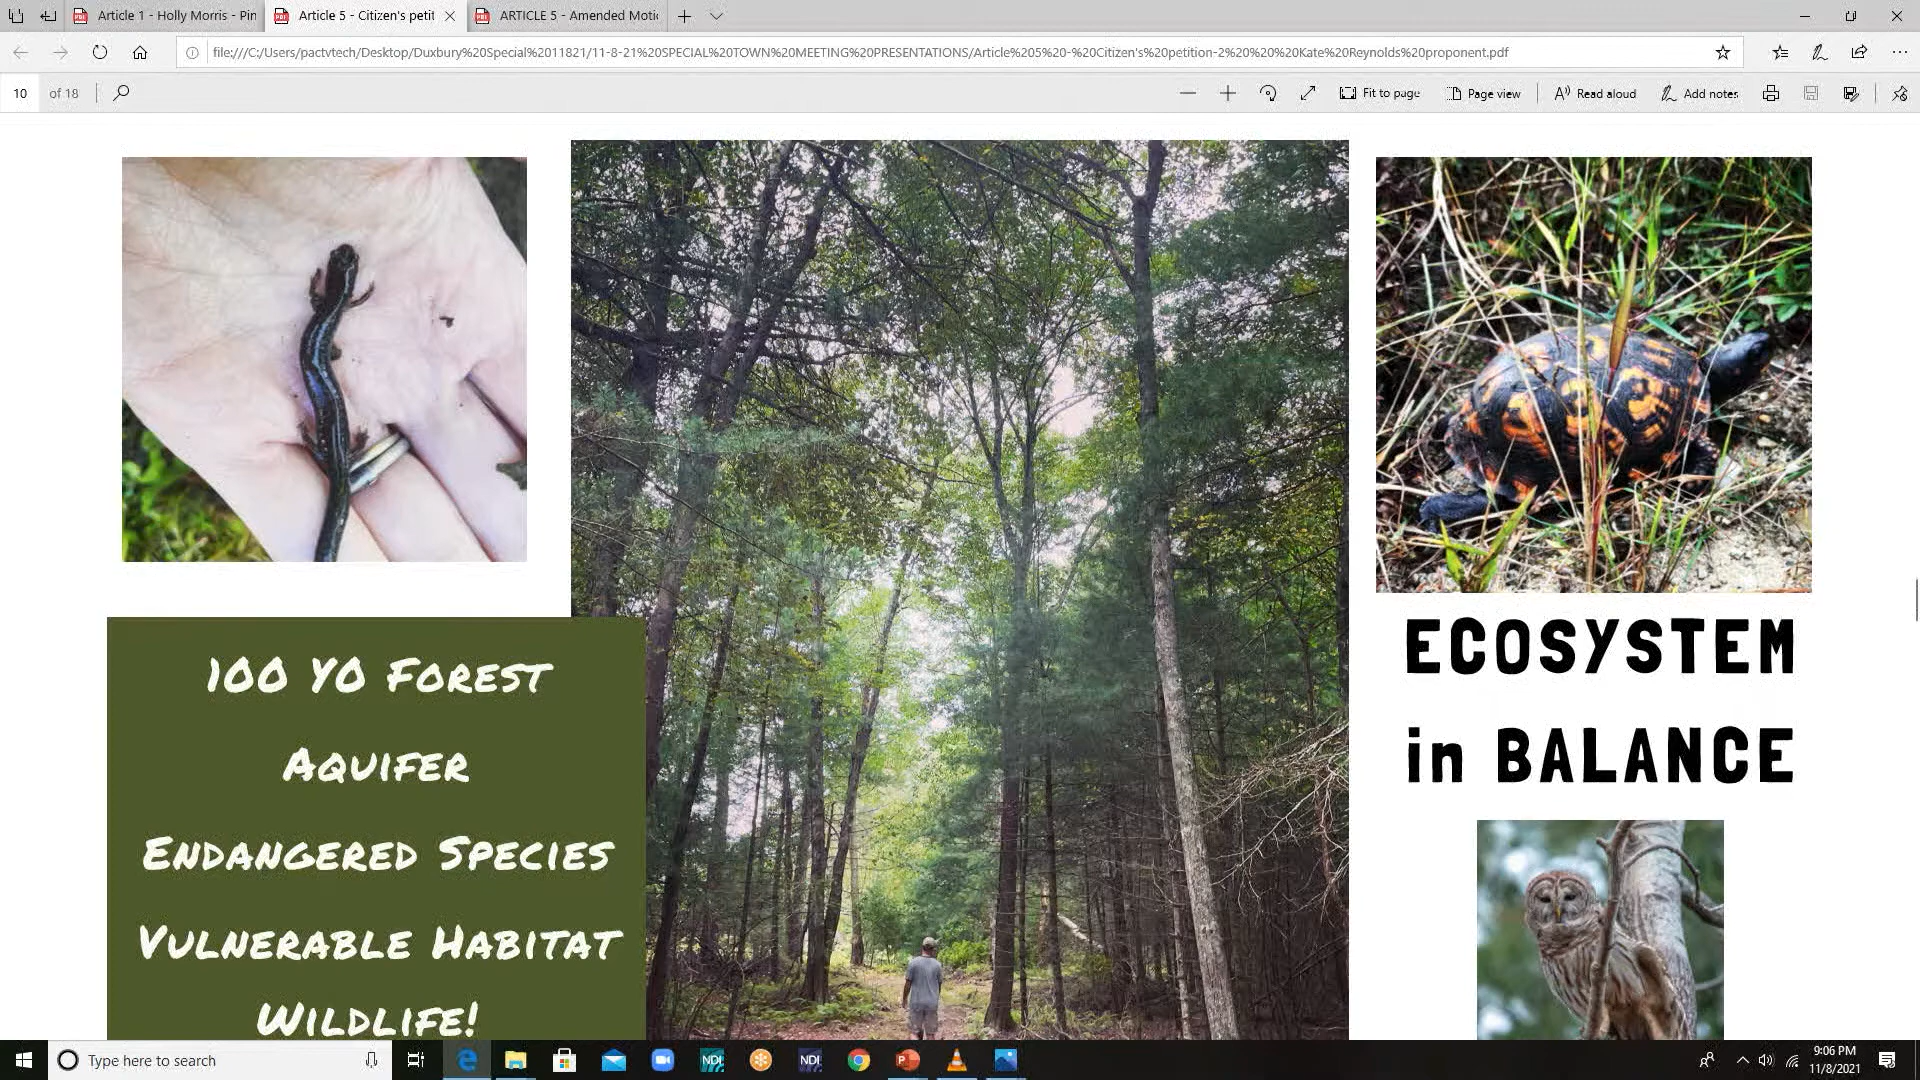 Article 1 - Holly Morris - Pin
Article 5 - Citizen's petit
ARTICLE 5 - Amended Moti
file:///C:/Users/pactvtech/Desktop/Duxbury%20Special%2011821/11-8-21%20SPECIAL%20TOWN%20MEETING%20PRESENTATIONS/Article%205%20-%20Citizen's%20petition-2%20%20%20Kate%20Reynolds%20proponent.pdf
10 of 18
Fit to page
Page view
Read aloud
Add notes
100 YO Forest
Aquifer
Endangered Species
Vulnerable Habitat
Wildlife!
ECOSYSTEM
in BALANCE
Type here to search
NDI
NDI
9:06 PM
11/8/2021